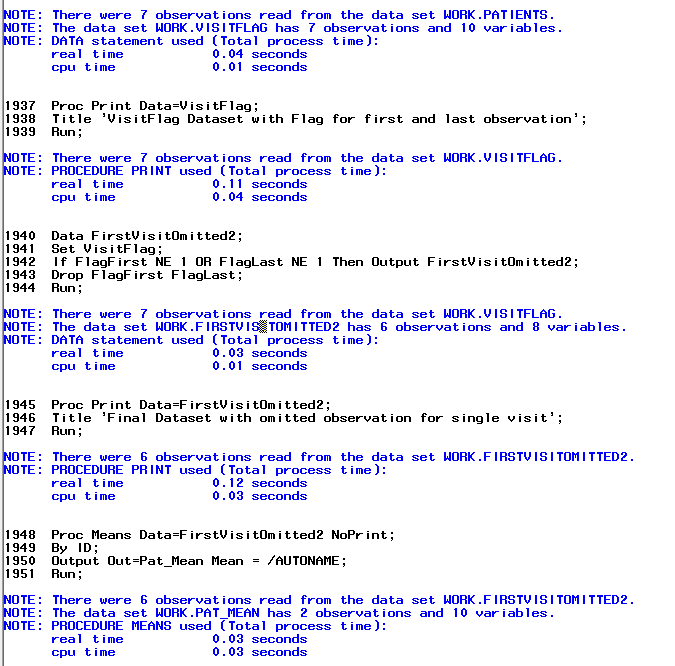 NOTE: There were 7 observations read from the data set WORK.PATIENTS.
NOTE: The data set WORK.VISITFLAG has 7 observations and 10 variables.
NOTE: DATA statement used (Total process time):
      real time           0.04 seconds
      cpu time            0.01 seconds
1937  Proc Print Data=VisitFlag;
1938  Title 'VisitFlag Dataset with Flag for first and last observation';
1939  Run;
NOTE: There were 7 observations read from the data set WORK.VISITFLAG.
NOTE: PROCEDURE PRINT used (Total process time):
      real time           0.11 seconds
      cpu time            0.04 seconds
1940  Data FirstVisitOmitted2;
1941  Set VisitFlag;
1942  If FlagFirst NE 1 OR FlagLast NE 1 Then Output FirstVisitOmitted2;
1943  Drop FlagFirst FlagLast;
1944  Run;
NOTE: There were 7 observations read from the data set WORK.VISITFLAG.
NOTE: The data set WORK.FIRSTVISITOMITTED2 has 6 observations and 8 variables.
NOTE: DATA statement used (Total process time):
      real time           0.03 seconds
      cpu time            0.01 seconds
1945  Proc Print Data=FirstVisitOmitted2;
1946  Title 'Final Dataset with omitted observation for single visit';
1947  Run;
NOTE: There were 6 observations read from the data set WORK.FIRSTVISITOMITTED2.
NOTE: PROCEDURE PRINT used (Total process time):
      real time           0.12 seconds
      cpu time            0.03 seconds
1948  Proc Means Data=FirstVisitOmitted2 NoPrint;
1949  By ID;
1950  Output Out=Pat_Mean Mean = /AUTONAME;
1951  Run;
NOTE: There were 6 observations read from the data set WORK.FIRSTVISITOMITTED2.
NOTE: The data set WORK.PAT_MEAN has 2 observations and 10 variables.
NOTE: PROCEDURE MEANS used (Total process time):
      real time           0.03 seconds
      cpu time            0.03 seconds